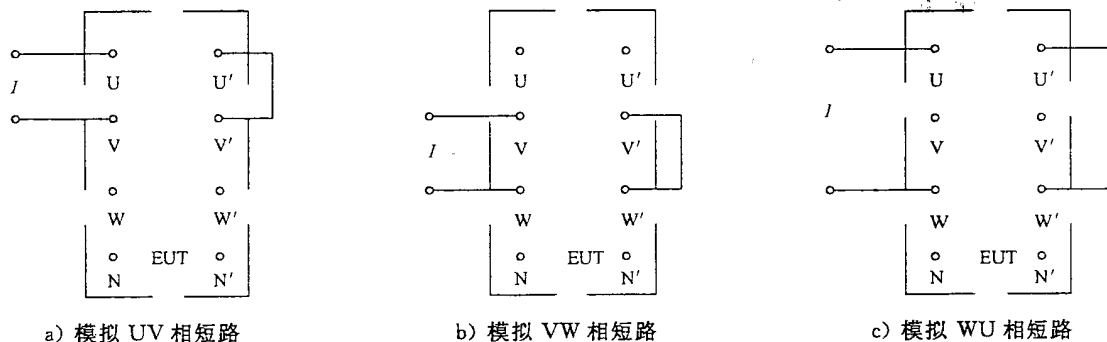 I
U U′
V V′
W W′
N EUT N′
a) 模拟 UV 相短路
I
U U′
V V′
W W′
N EUT N′
b) 模拟 VW 相短路
I
U U′
V V′
W W′
N EUT N′
c) 模拟 WU 相短路